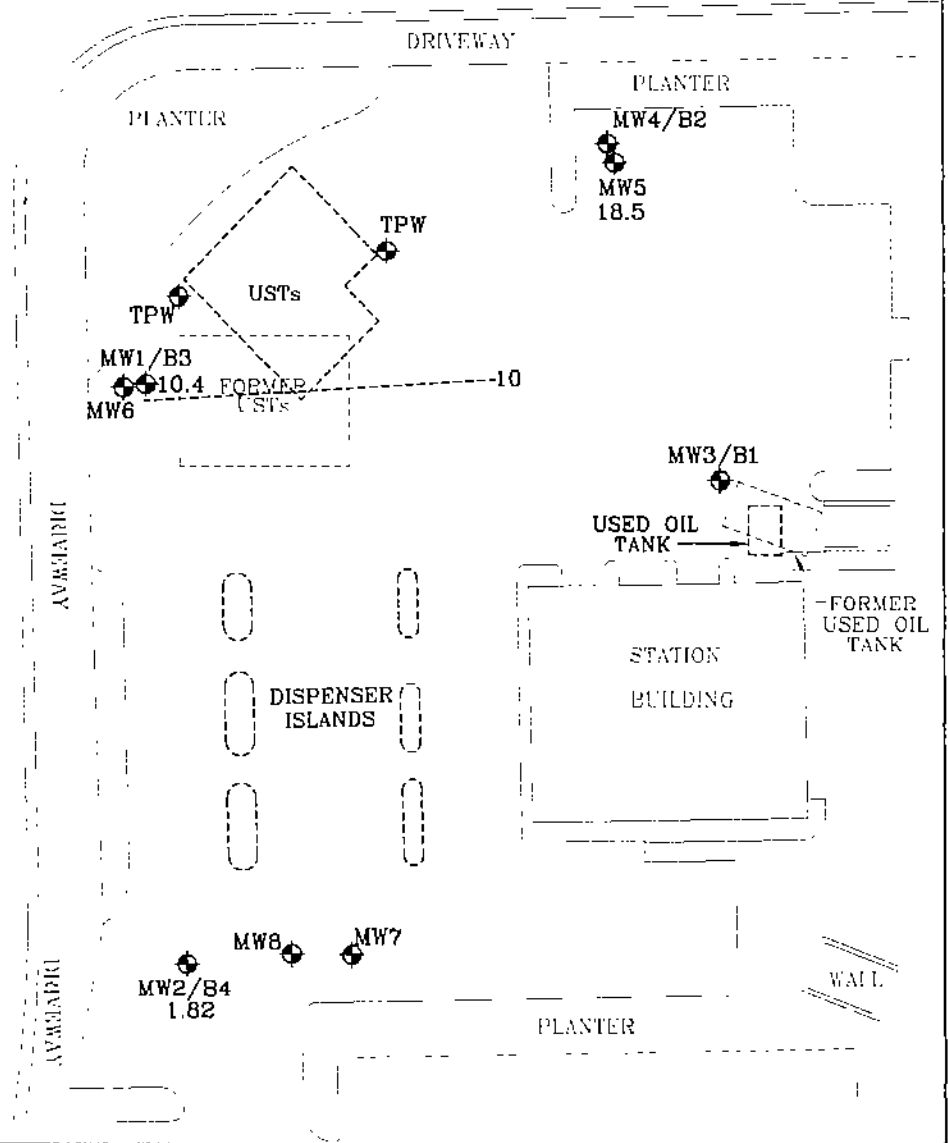 DRIVEWAY
PLANTER
PLANTER
MW4/B2
MW5
18.5
TPW
TPW
USTs
MW1/B3
10.4
MW6
FORMER
USTs
10
MW3/B1
USED OIL
TANK
FORMER
USED OIL
TANK
DRIVEWAY
STATION
BUILDING
DISPENSER
ISLANDS
MW8
MW7
MW2/B4
1.82
DRIVEWAY
WALL
PLANTER